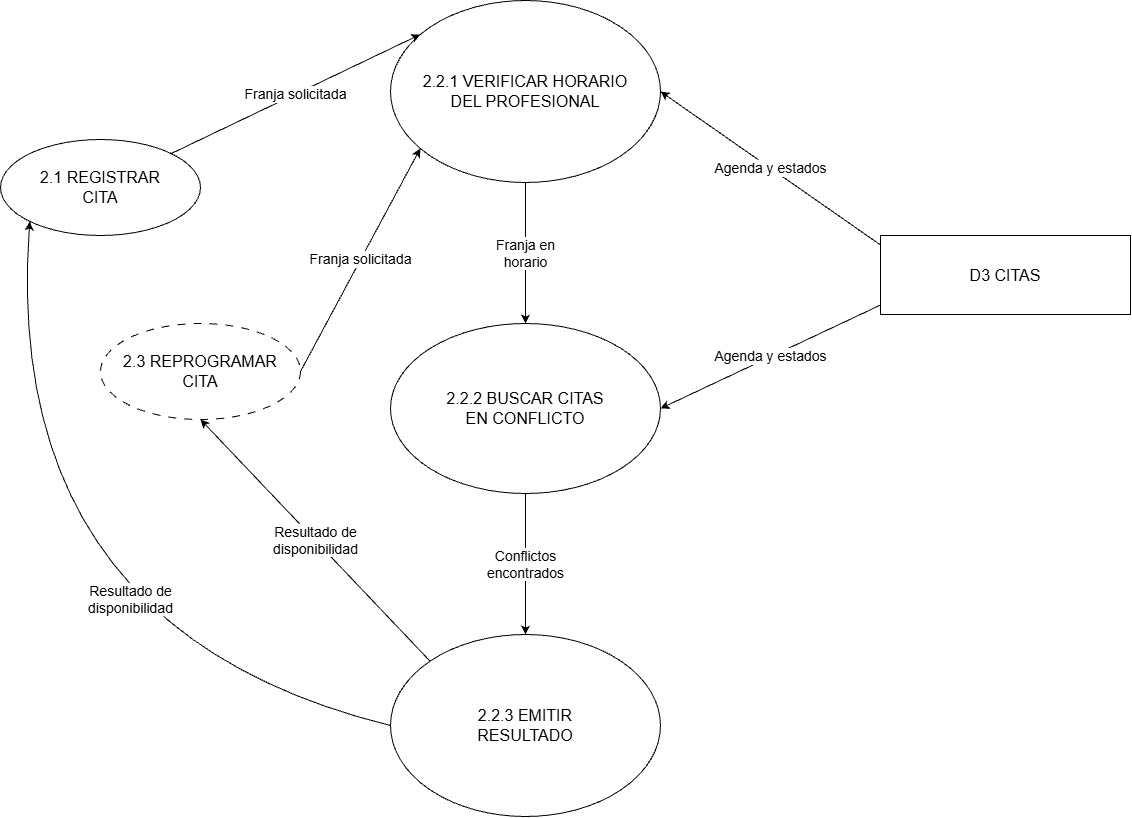 2.2.1 VERIFICAR HORARIO
DEL PROFESIONAL
Franja solicitada
2.1 REGISTRAR
CITA
Agenda y estados
Franja solicitada
Franja en
horario
D3 CITAS
2.3 REPROGRAMAR
CITA
Agenda y estados
2.2.2 BUSCAR CITAS
EN CONFLICTO
Resultado de
disponibilidad
Conflictos
encontrados
Resultado de
disponibilidad
2.2.3 EMITIR
RESULTADO